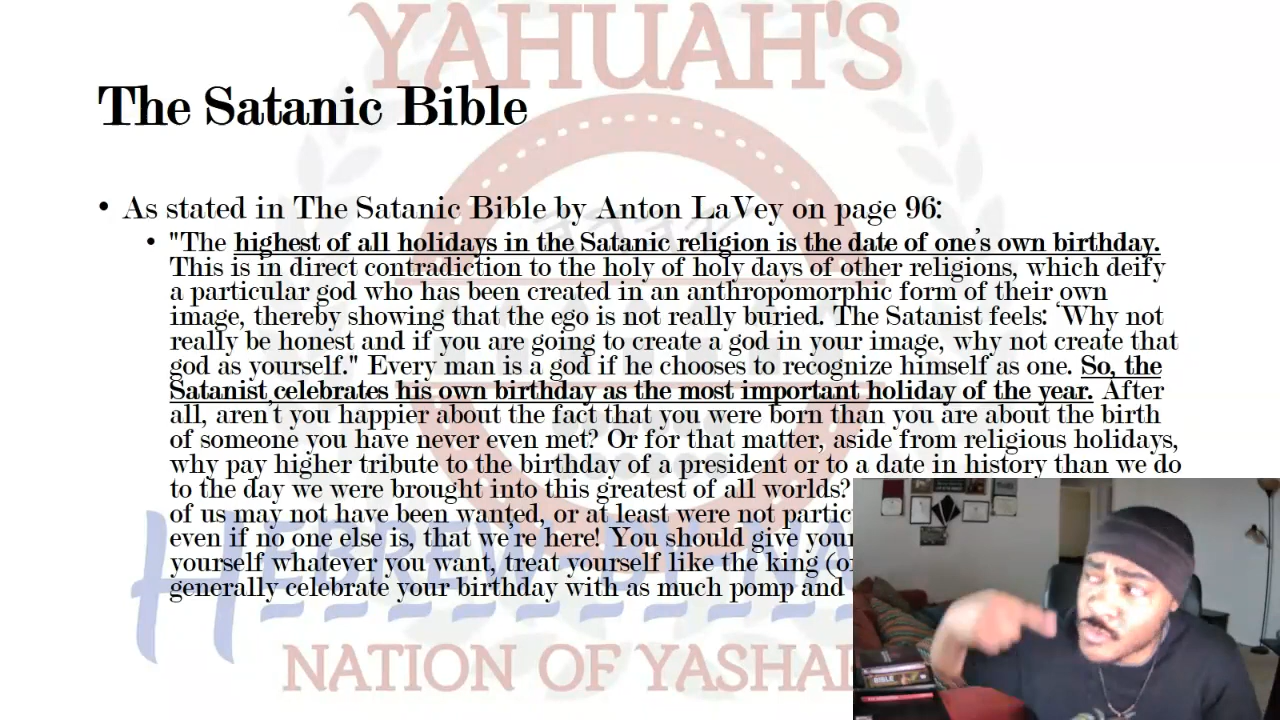 YAHUAH'S
The Satanic Bible
• As stated in The Satanic Bible by Anton LaVey on page 96:
• "The highest of all holidays in the Satanic religion is the date of one's own birthday.
This is in direct contradiction to the holy of holy days of other religions, which deify
a particular god who has been created in an anthropomorphic form of their own
image, thereby showing that the ego is not really buried. The Satanist feels: 'Why not
really be honest and if you are going to create a god in your image, why not create that
god as yourself." Every man is a god if he chooses to recognize himself as one. So, the
Satanist celebrates his own birthday as the most important holiday of the year. After
all, aren't you happier about the fact that you were born than you are about the birth
of someone you have never even met? Or for that matter, aside from religious holidays,
why pay higher tribute to the birthday of a president or to a date in history than we do
to the day we were brought into this greatest of all worlds?
of us may not have been wanted, or at least were not partic
even if no one else is, that we're here! You should give your
yourself whatever you want, treat yourself like the king (o
generally celebrate your birthday with as much pomp and
HEBREW-BY-NA
NATION OF YASHA
BIBLE